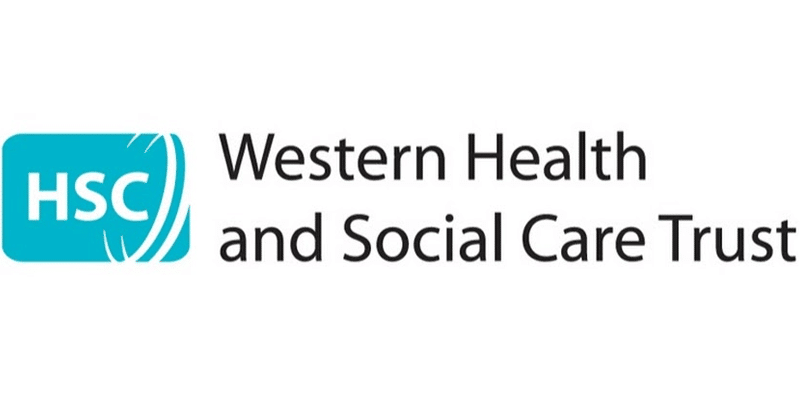 HSC
Western Health
and Social Care Trust